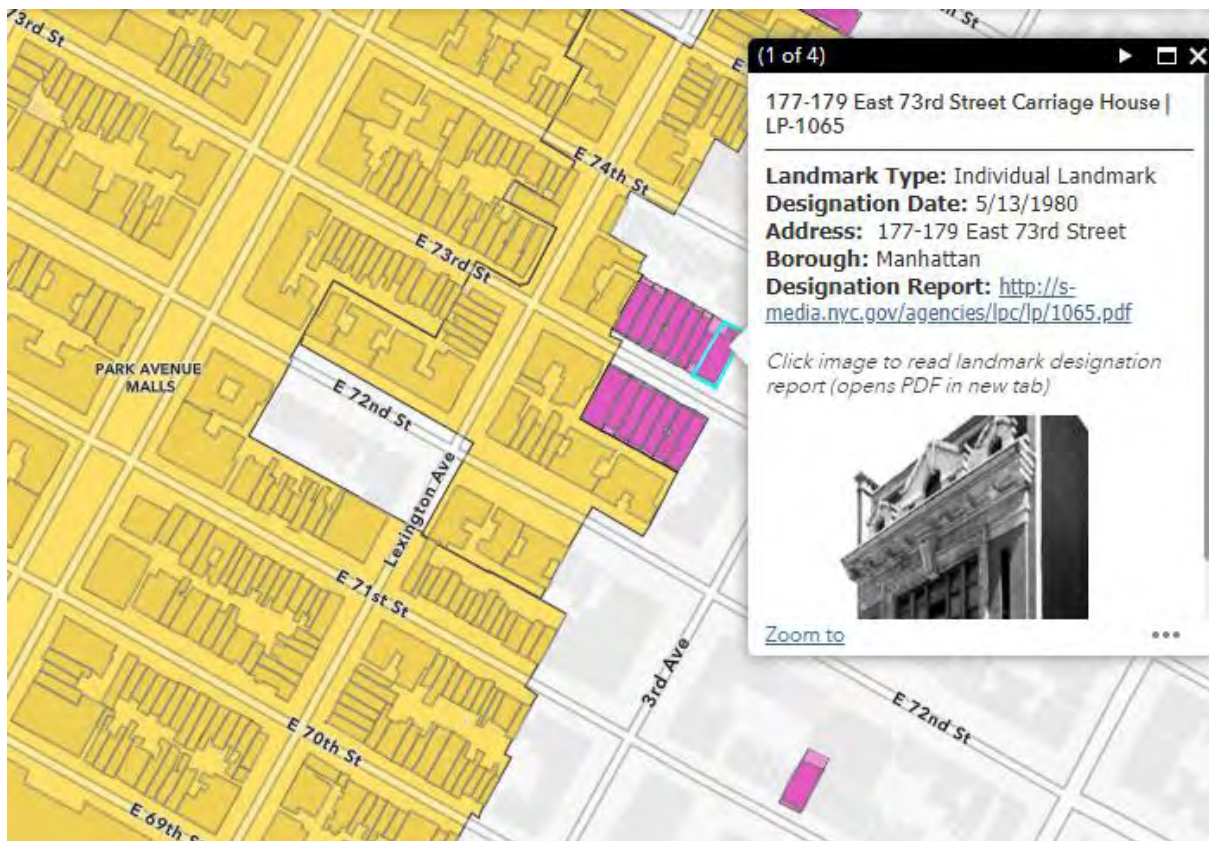 73rd St
th St
E
E 74th St
E 73rd St
PARK AVENUE
MALLS
E 72nd St
Lexington Ave
E 71st St
3rd Ave
E 72nd St
E 70th St
E 69th S
(1 of 4)
177-179 East 73rd Street Carriage House |
LP-1065
Landmark Type: Individual Landmark
Designation Date: 5/13/1980
Address: 177-179 East 73rd Street
Borough: Manhattan
Designation Report: http://s-
media.nyc.gov/agencies/lpc/lp/1065.pdf
Click image to read landmark designation
report (opens PDF in new tab)
Zoom to